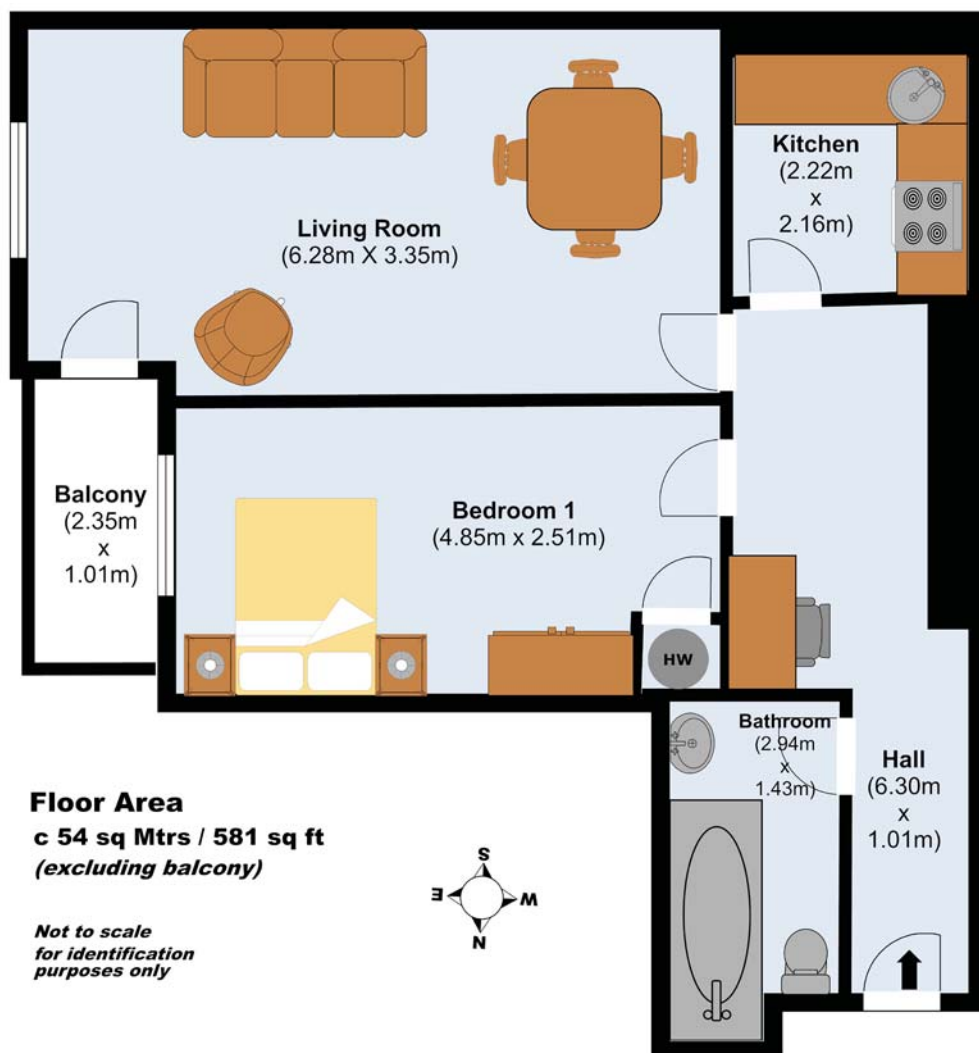 Kitchen
(2.22m
x
2.16m)
Living Room
(6.28m X 3.35m)
Balcony
(2.35m
x
1.01m)
Bedroom 1
(4.85m x 2.51m)
HW
Bathroom
(2.94m
x
1.43m)
Hall
(6.30m
x
1.01m)
Floor Area
c 54 sq Mtrs / 581 sq ft
(excluding balcony)
S
E
W
N
Not to scale
for identification
purposes only